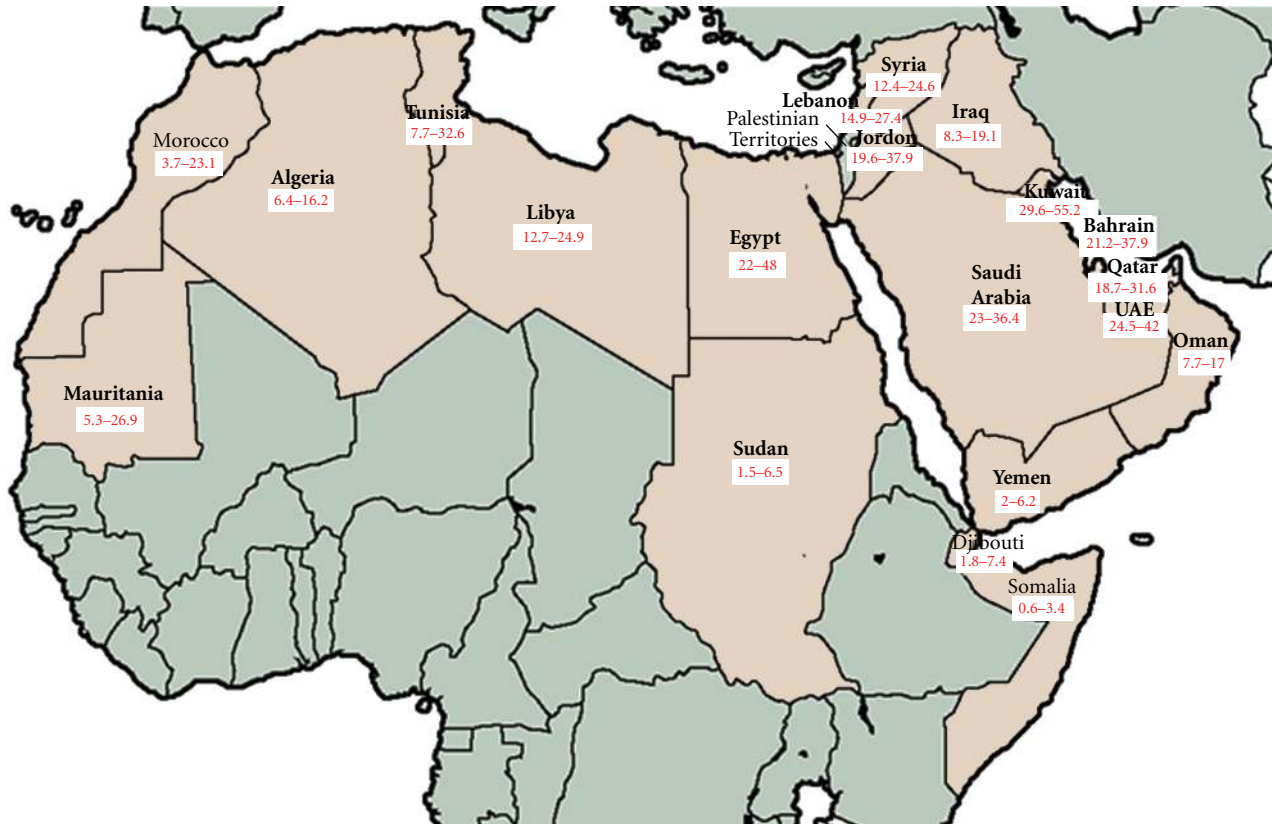 Syria
12.4–24.6
Lebanon
14.9–27.4
Palestinian
Territories
Jordon
19.6–37.9
Iraq
8.3–19.1
Tunisia
7.7–32.6
Morocco
3.7–23.1
Algeria
6.4–16.2
Libya
12.7–24.9
Egypt
22–48
Kuwait
29.6–55.2
Bahrain
21.2–37.9
Qatar
18.7–31.6
Saudi
Arabia
23–36.4
UAE
24.5–42
Oman
7.7–17
Mauritania
5.3–26.9
Sudan
1.5–6.5
Yemen
2–6.2
Djibouti
1.8–7.4
Somalia
0.6–3.4